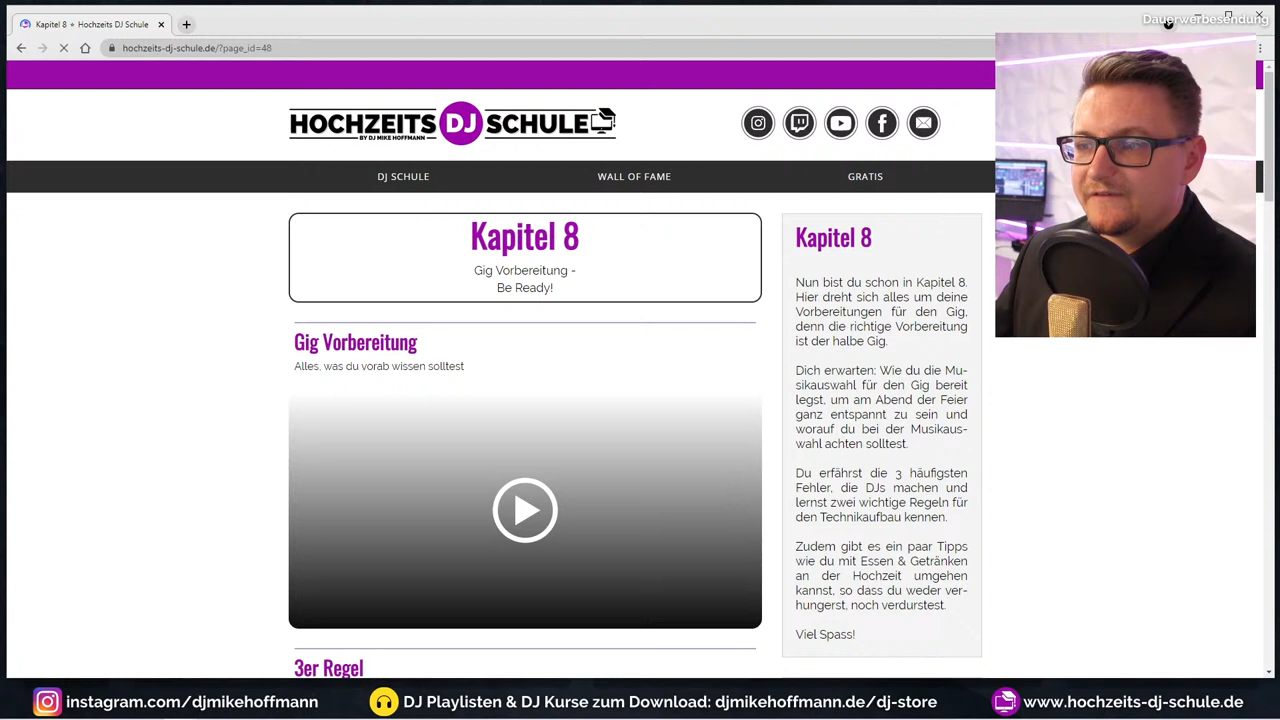 Dauerwerbesendung
Kapitel 8 ⋆ Hochzeits DJ Schule
hochzeits-dj-schule.de/?page_id=48
HOCHZEITS DJ SCHULE
BY DJ MIKE HOFFMANN
DJ SCHULE
WALL OF FAME
GRATIS
Kapitel 8
Gig Vorbereitung -
Be Ready!
Gig Vorbereitung
Alles, was du vorab wissen solltest
3er Regel
Kapitel 8
Nun bist du schon in Kapitel 8.
Hier dreht sich alles um deine
Vorbereitungen für den Gig,
denn die richtige Vorbereitung
ist der halbe Gig.
Dich erwarten: Wie du die Mu-
sikauswahl für den Gig bereit
legst, um am Abend der Feier
ganz entspannt zu sein und
worauf du bei der Musikaus-
wahl achten solltest.
Du erfährst die 3 häufigsten
Fehler, die DJs machen und
lernst zwei wichtige Regeln für
den Technikaufbau kennen.
Zudem gibt es ein paar Tipps
wie du mit Essen & Getränken
an der Hochzeit umgehen
kannst, so dass du weder ver-
hungerst, noch verdurstest.
Viel Spass!
instagram.com/djmikehoffmann
DJ Playlisten & DJ Kurse zum Download: djmikehoffmann.de/dj-store
www.hochzeits-dj-schule.de